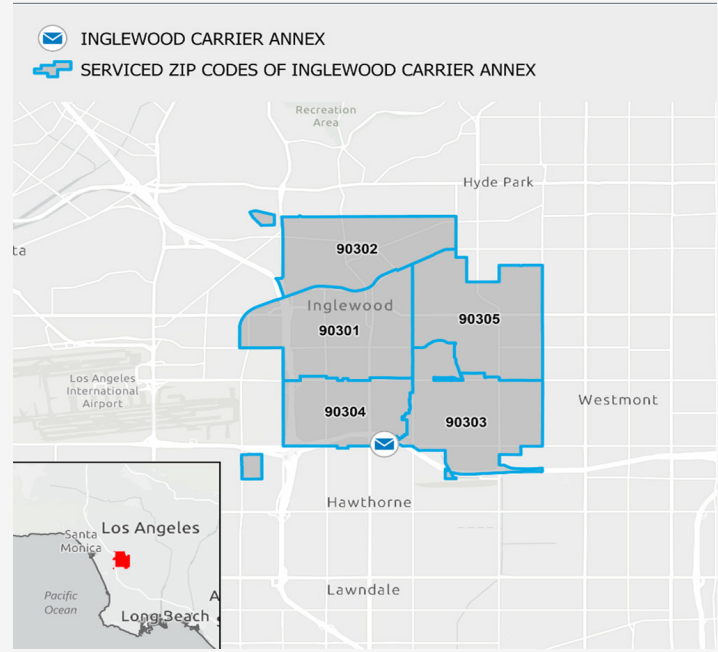 INGLEWOOD CARRIER ANNEX
SERVICED ZIP CODES OF INGLEWOOD CARRIER ANNEX
Recreation
Area
Hyde Park
ta
90302
Inglewood
90301
90305
Los Angeles
International
Airport
90304
90303
Westmont
Hawthorne
Lawndale
Los Angeles
Santa
Monica
Pacific
Ocean
A
Long Beach